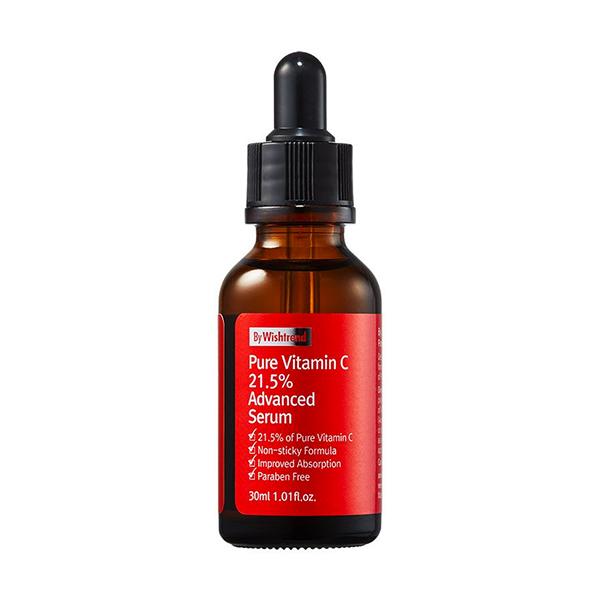 By Wishtrend
Pure Vitamin C
21.5%
Advanced
Serum
21.5% of Pure Vitamin C
Non-sticky Formula
Improved Absorption
Paraben Free
30ml 1.01fl.oz.